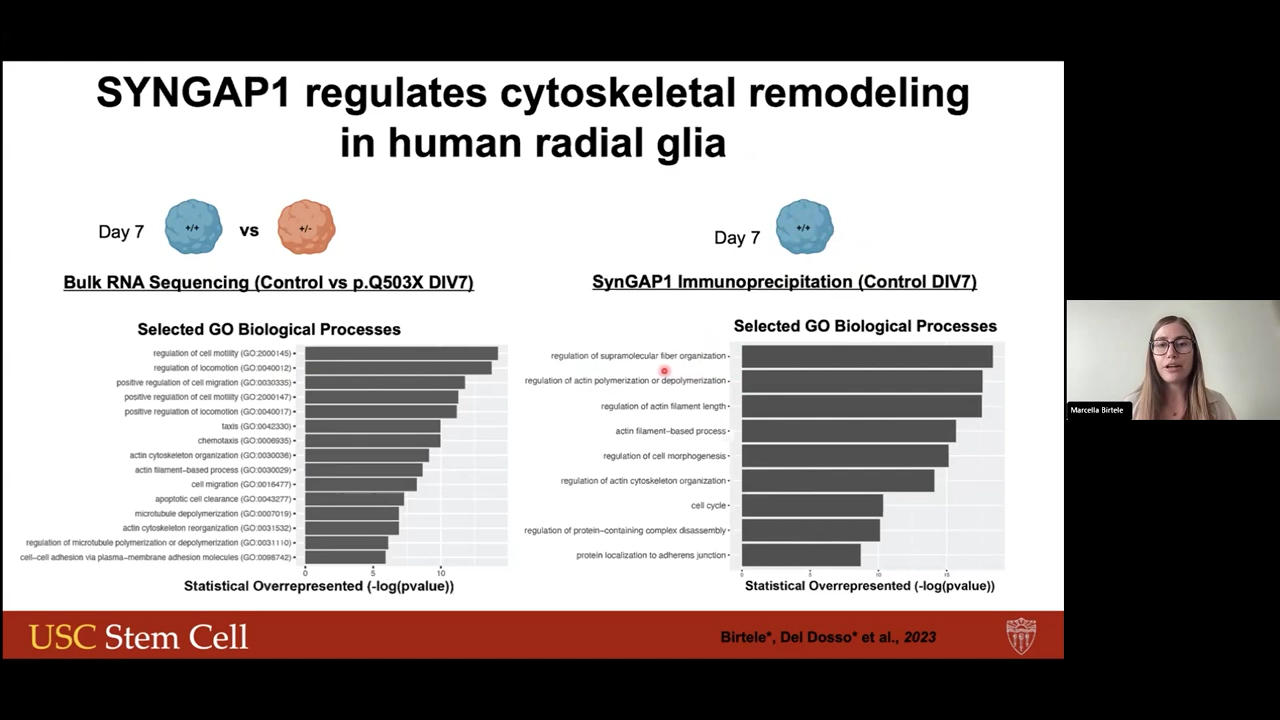 SYNGAP1 regulates cytoskeletal remodeling
in human radial glia
Day 7
+/+
vs
+/-
Bulk RNA Sequencing (Control vs p.Q503X DIV7)
Selected GO Biological Processes
regulation of cell motility (GO:2000145)
regulation of locomotion (GO:0040012)
positive regulation of cell migration (GO:0030335)
positive regulation of cell motility (GO:2000147)
positive regulation of locomotion (GO:0040017)
taxis (GO:0042330)
chemotaxis (GO:0006935)
actin cytoskeleton organization (GO:0030036)
actin filament-based process (GO:0030029)
cell migration (GO:0016477)
apoptotic cell clearance (GO:0043277)
microtubule depolymerization (GO:0007019)
actin cytoskeleton reorganization (GO:0031532)
regulation of microtubule polymerization or depolymerization (GO:0031110)
cell-cell adhesion via plasma-membrane adhesion molecules (GO:0098742)
0 5 10
Statistical Overrepresented (-log(pvalue))
Day 7
+/+
SynGAP1 Immunoprecipitation (Control DIV7)
Selected GO Biological Processes
regulation of supramolecular fiber organization
regulation of actin polymerization or depolymerization
regulation of actin filament length
actin filament-based process
regulation of cell morphogenesis
regulation of actin cytoskeleton organization
cell cycle
regulation of protein-containing complex disassembly
protein localization to adherens junction
0 5 10 15
Statistical Overrepresented (-log(pvalue))
USC Stem Cell
Birtele*, Del Dosso* et al., 2023
Marcella Birtele